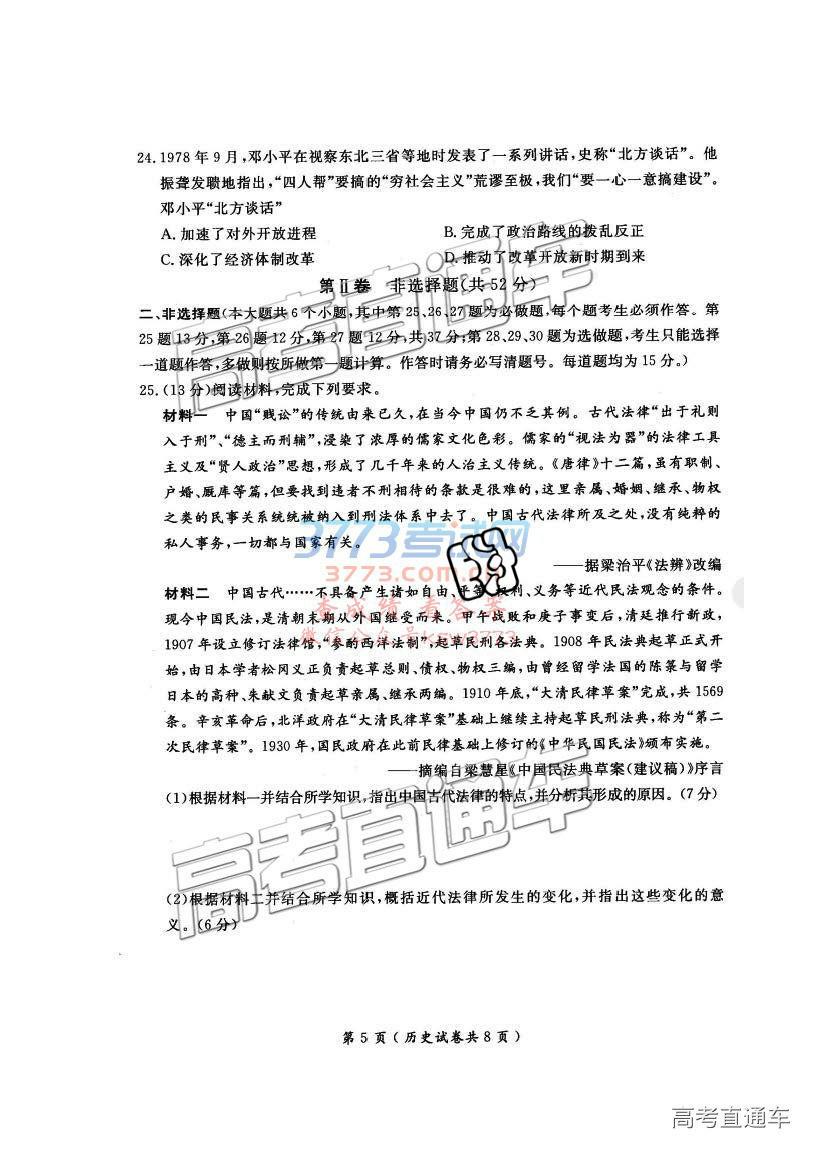 24.1978 年 9 月,邓小平在视察东北三省等地时发表了一系列讲话,史称“北方谈话”。他
振聋发聩地指出,“四人帮”要搞的“穷社会主义”荒谬至极,我们“要一心一意搞建设”。
邓小平“北方谈话”
A.加速了对外开放进程 B.完成了政治路线的拨乱反正
C.深化了经济体制改革 D.推动了改革开放新时期到来
第Ⅱ卷 非选择题(共 52 分)
二、非选择题(本大题共 6 个小题,其中第 25、26、27 题为必做题,每个题考生必须作答。第
25 题 13 分,第 26 题 12 分,第 27 题 12 分,共 37 分;第 28、29、30 题为选做题,考生只能选择
一道题作答,多做则按所做第一题计算。作答时请务必写清题号。每道题均为 15 分。)
25.(13 分)阅读材料,完成下列要求。
材料一 中国“贱讼”的传统由来已久,在当今中国仍不乏其例。古代法律“出于礼则
入于刑”、“德主而刑辅”,浸染了浓厚的儒家文化色彩。儒家的“视法为器”的法律工具
主义及“贤人政治”思想,形成了几千年来的人治主义传统。《唐律》十二篇,虽有职制、
户婚、厩库等篇,但要找到违者不刑相待的条款是很难的,这里亲属、婚姻、继承、物权
之类的民事关系统统被纳入到刑法体系中去了。中国古代法律所及之处,没有纯粹的
私人事务,一切都与国家有关。
——据梁治平《法辨》改编
材料二 中国古代……不具备产生诸如自由、平等、权利、义务等近代民法观念的条件。
现今中国民法,是清朝末期从外国继受而来。甲午战败和庚子事变后,清廷推行新政,
1907 年设立修订法律馆,“参酌西洋法制”,起草民刑各法典。1908 年民法典起草正式开
始,由日本学者松冈义正负责起草总则、债权、物权三编,由曾经留学法国的陈箓与留学
日本的高种、朱献文负责起草亲属、继承两编。1910 年底,“大清民律草案”完成,共 1569
条。辛亥革命后,北洋政府在“大清民律草案”基础上继续主持起草民刑法典,称为“第二
次民律草案”。1930 年,国民政府在此前民律基础上修订的《中华民国民法》颁布实施。
——摘编自梁慧星《中国民法典草案(建议稿)》序言
(1)根据材料一并结合所学知识,指出中国古代法律的特点,并分析其形成的原因。(7 分)
(2)根据材料二并结合所学知识,概括近代法律所发生的变化,并指出这些变化的意
义。(6 分)
第 5 页(历史试卷共 8 页)
高考直通车
高考直通车
3773考试网
3773.com.cn
查成绩 看答案
高考直通车